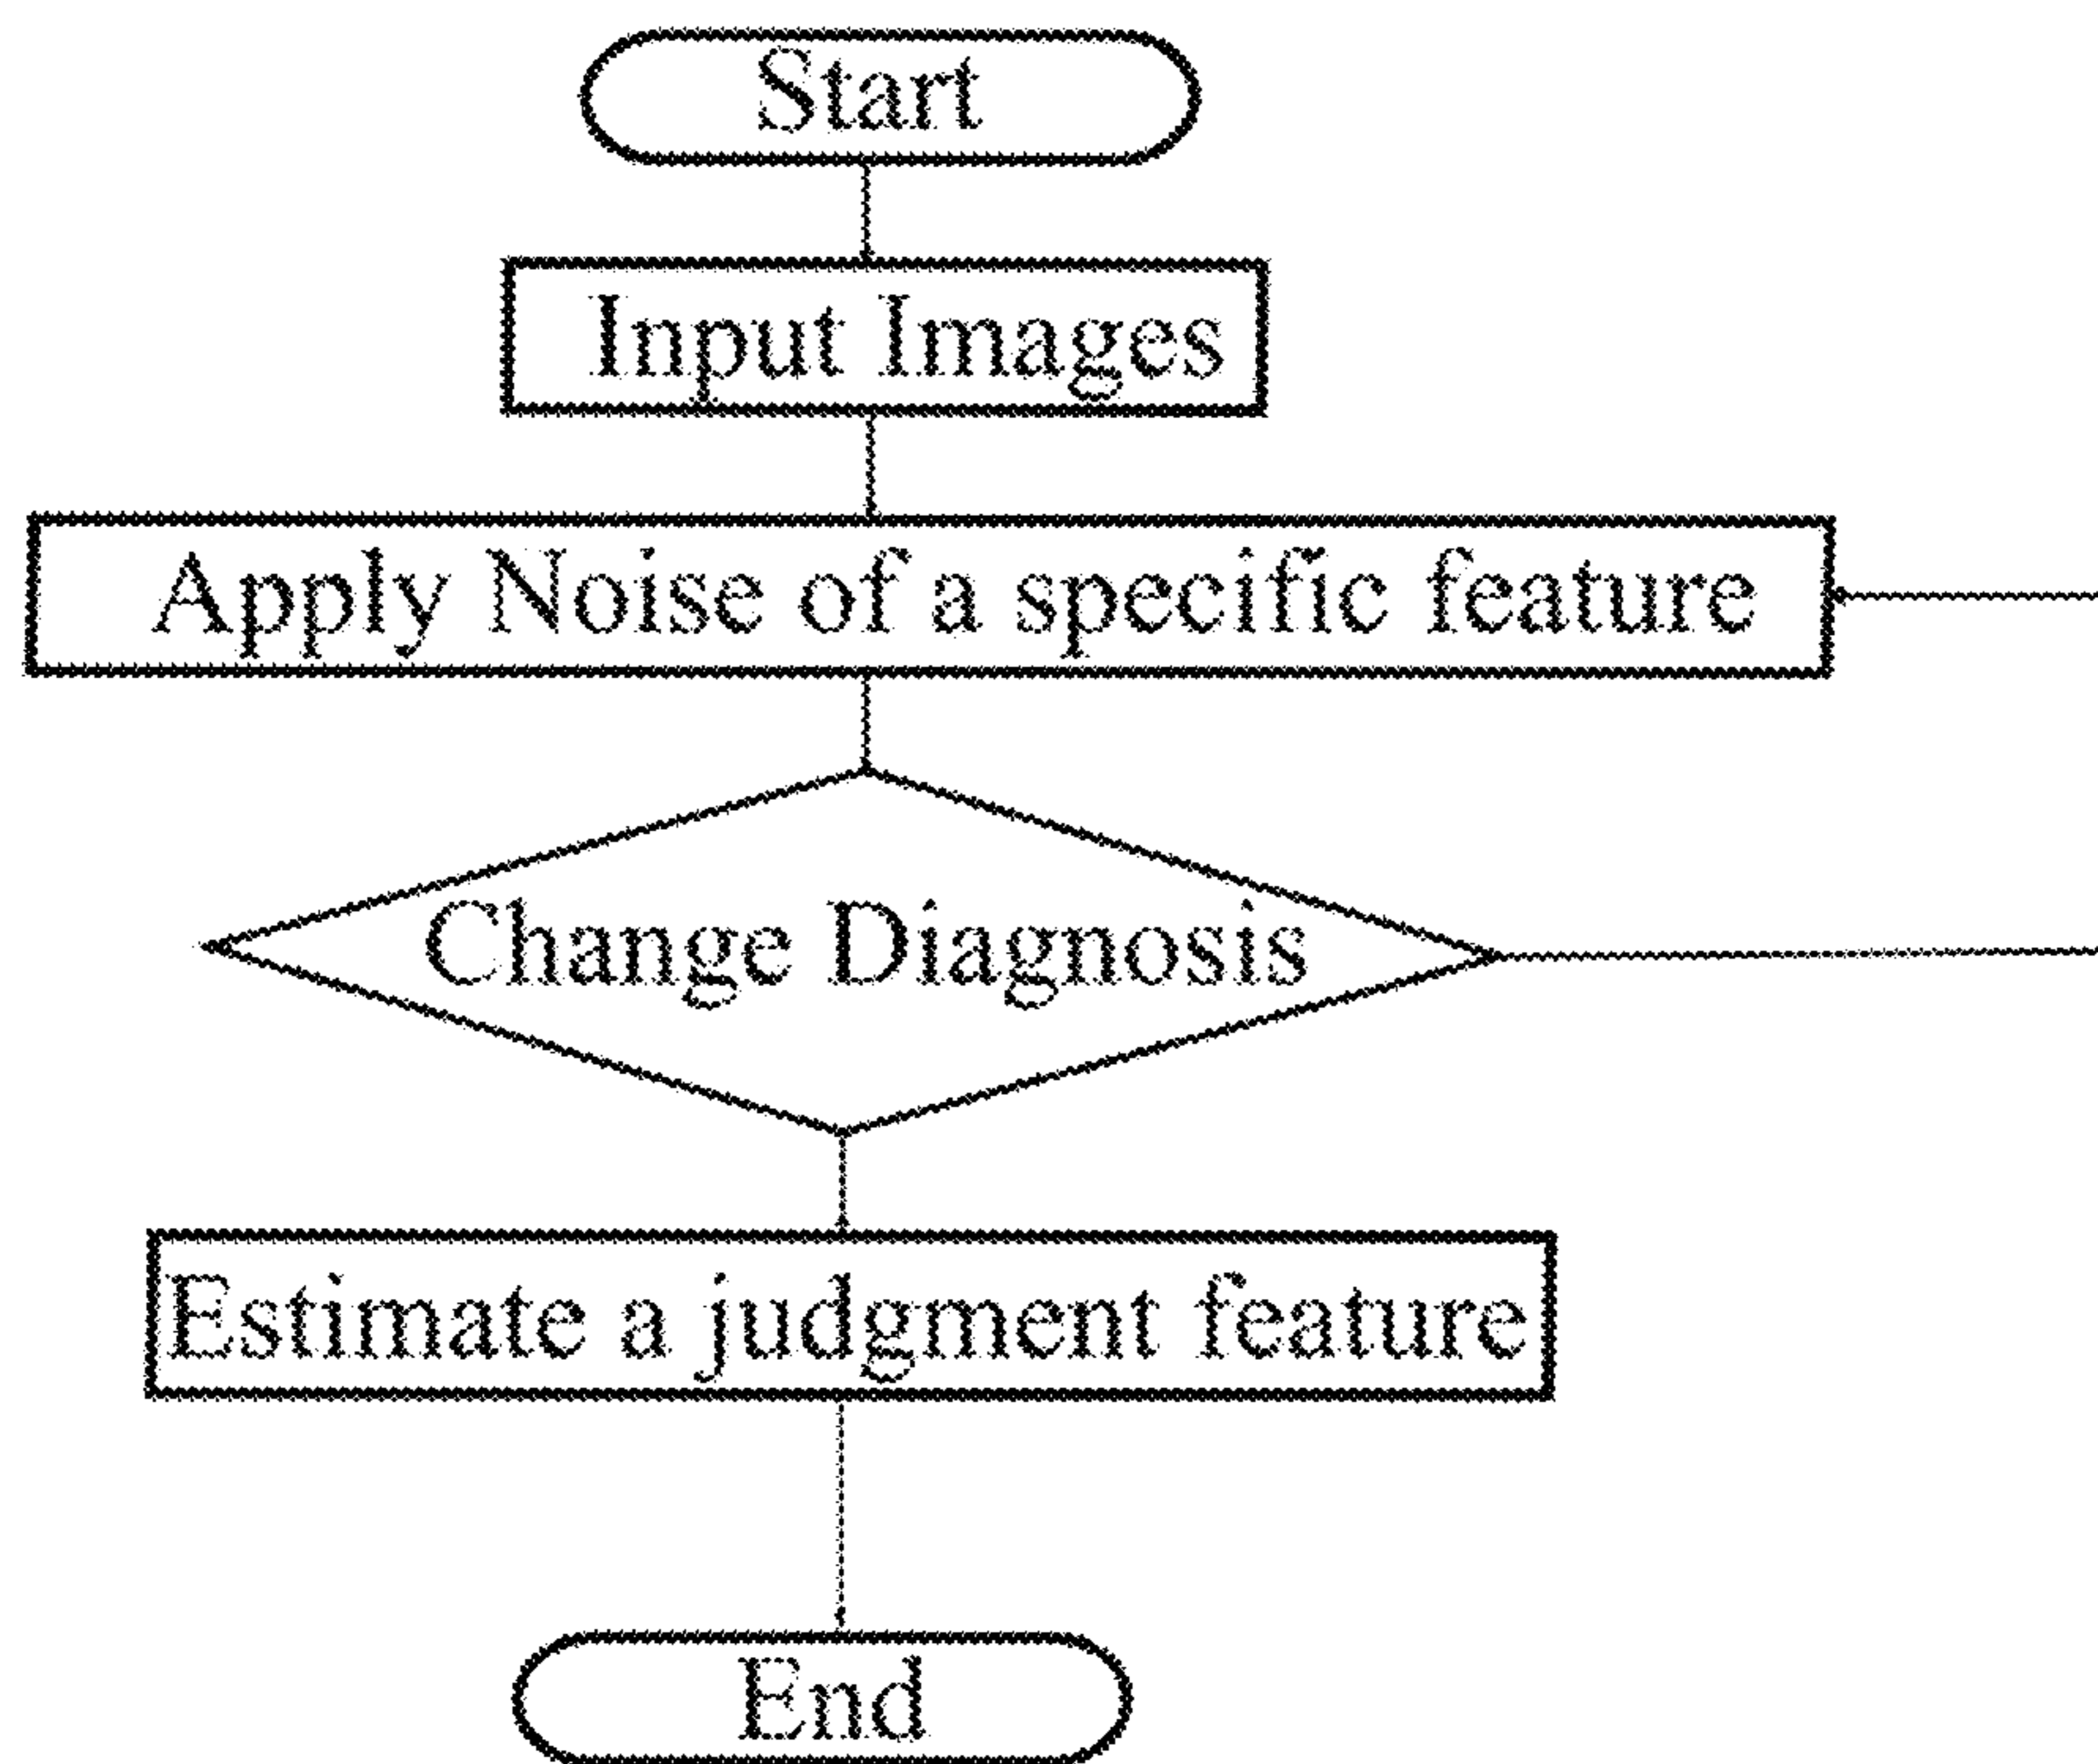 Start
Input Images
Apply Noise of a specific feature
Change Diagnosis
Estimate a judgment feature
End